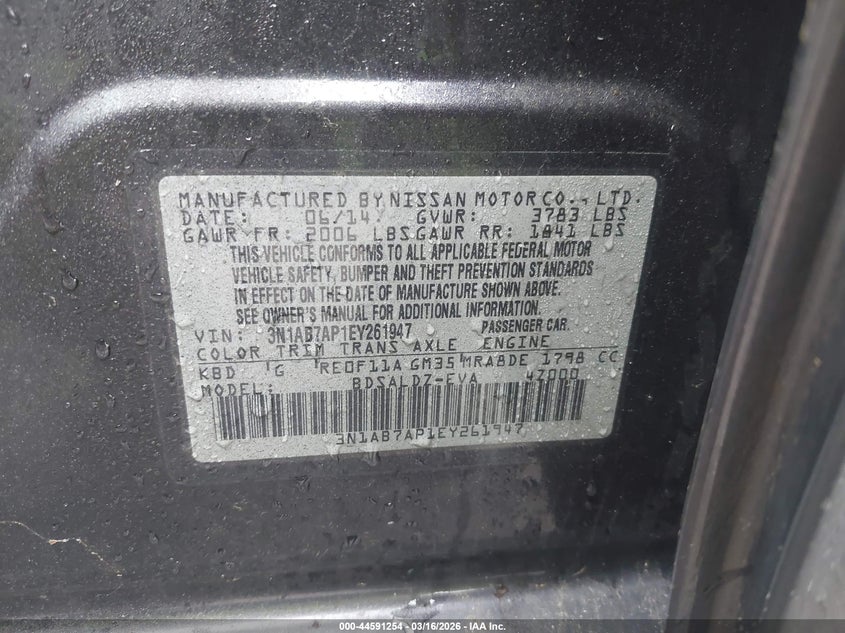 MANUFACTURED BY NISSAN MOTOR CO., LTD.
DATE: 06/14 GVWR: 3783 LBS
GAWR FR: 2006 LBS GAWR RR: 1841 LBS
THIS VEHICLE CONFORMS TO ALL APPLICABLE FEDERAL MOTOR
VEHICLE SAFETY, BUMPER AND THEFT PREVENTION STANDARDS
IN EFFECT ON THE DATE OF MANUFACTURE SHOWN ABOVE.
SEE OWNER'S MANUAL FOR ADDITIONAL INFORMATION.
VIN: 3N1AB7AP1EY261947 PASSENGER CAR
COLOR TRIM TRANS AXLE ENGINE
KBD G RE0F11A GM35 MRA8DE 1798 CC
MODEL: BDSALDZ-EVA 47000
3N1AB7AP1EY261947
000-44591254 - 03/16/2026 - IAA Inc.